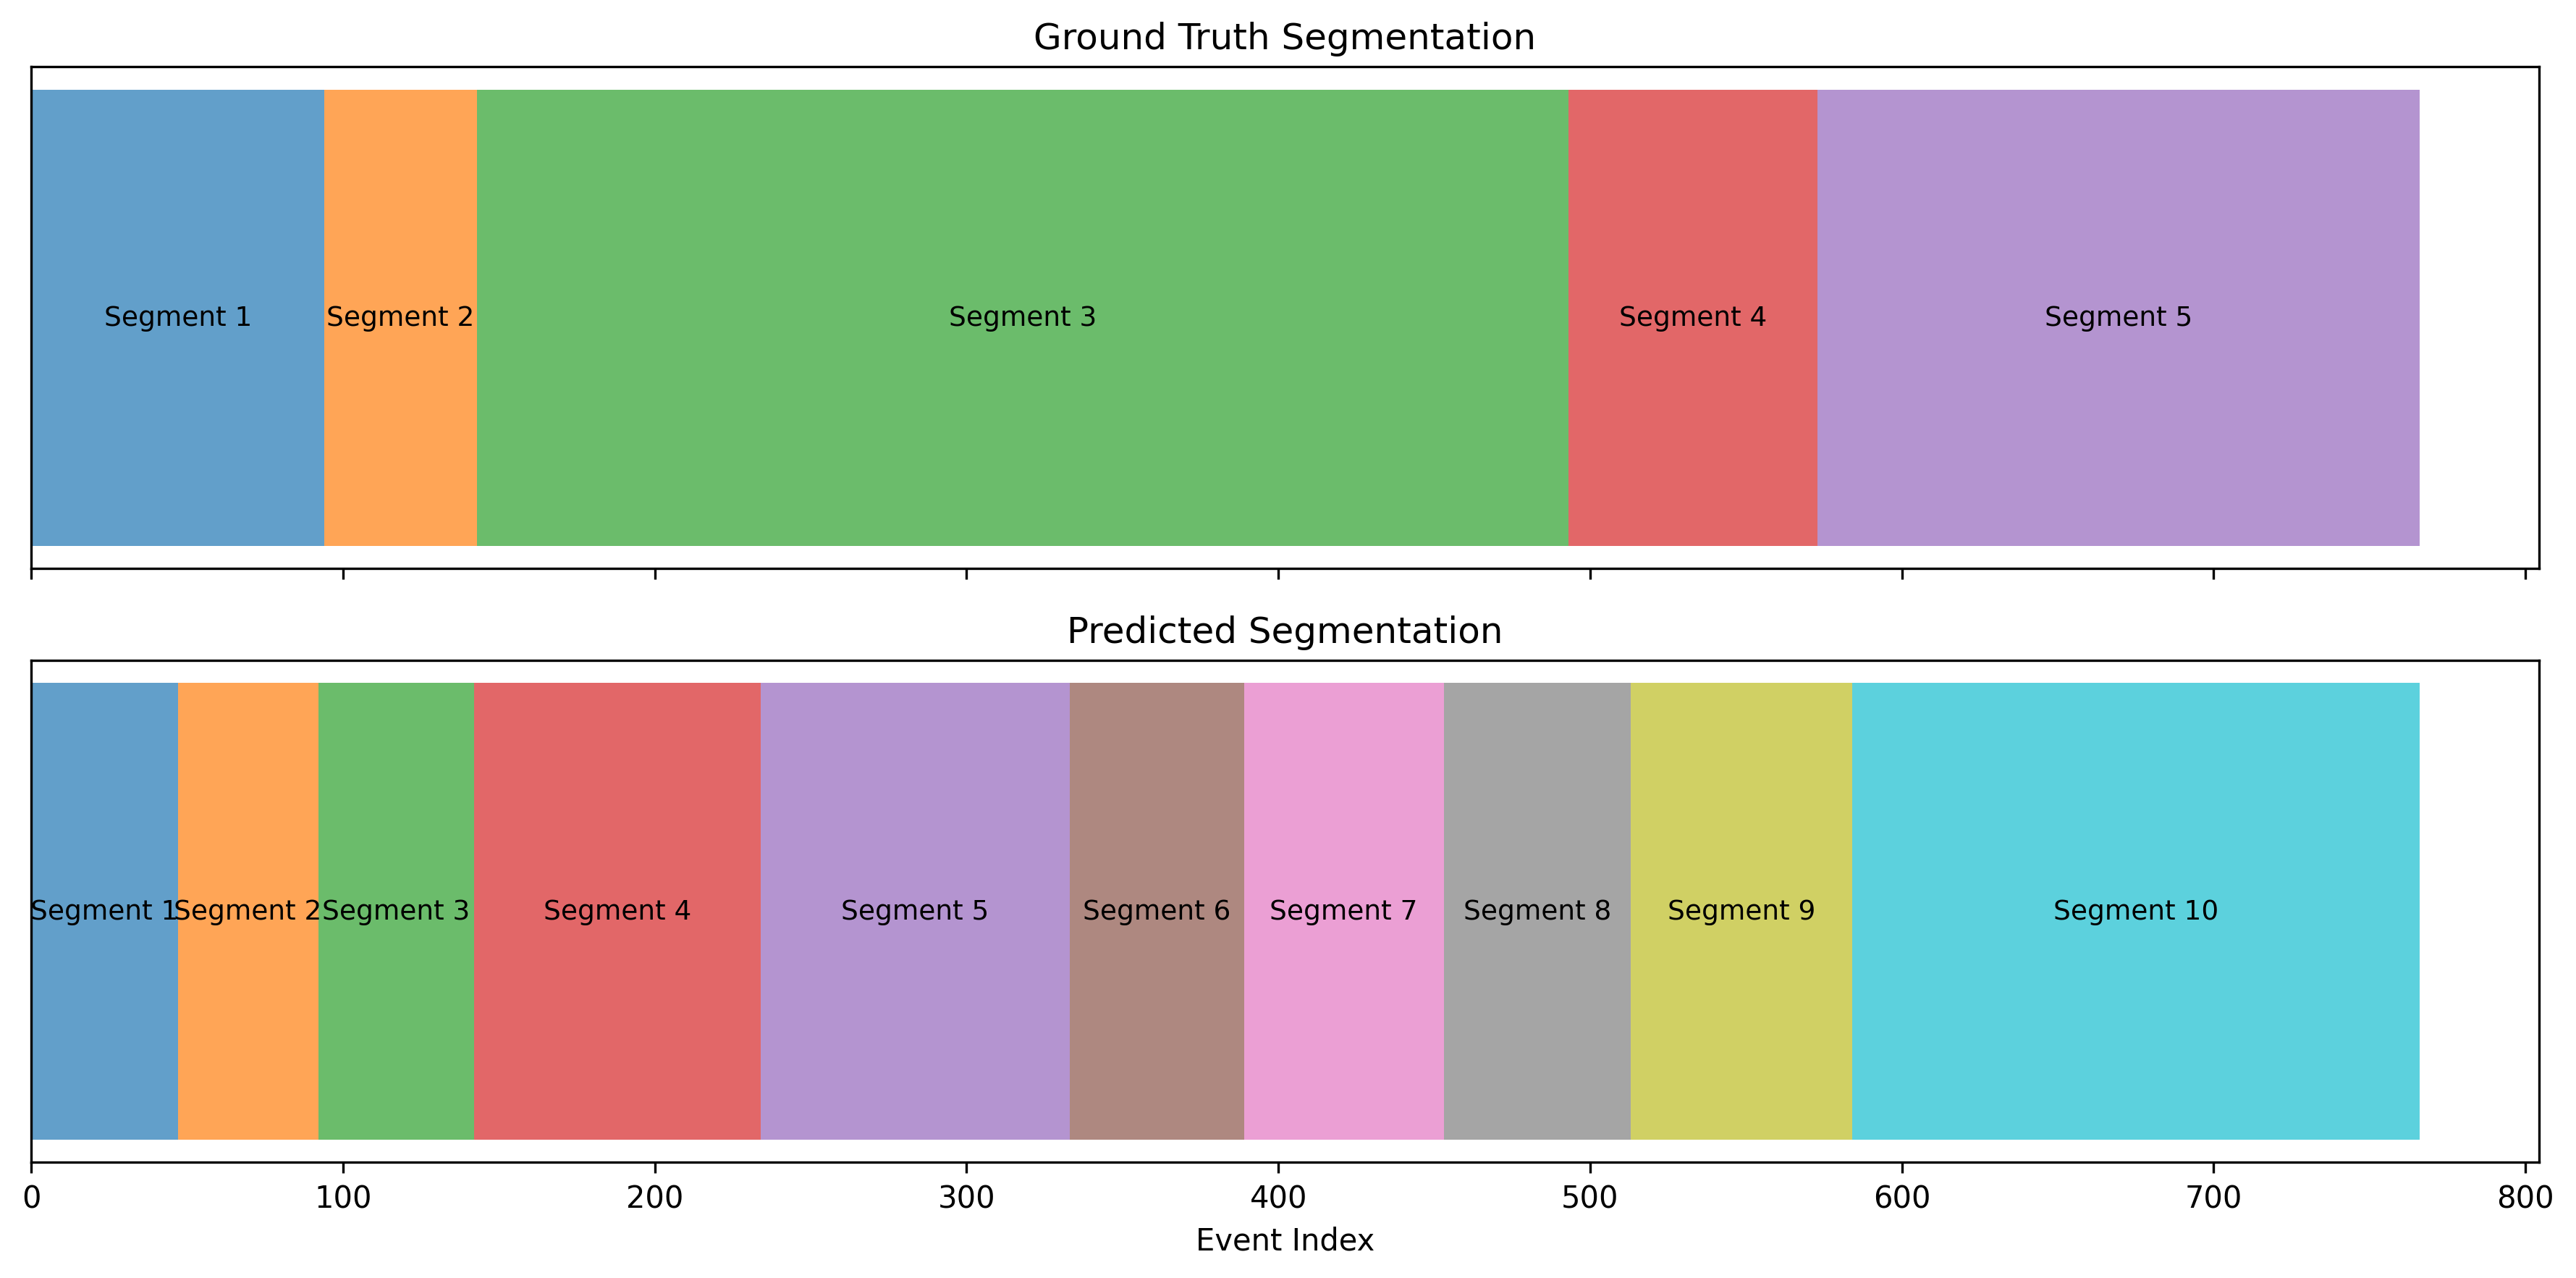 Ground Truth Segmentation
Segment 1 Segment 2 Segment 3 Segment 4 Segment 5
Predicted Segmentation
Segment 1 Segment 2 Segment 3 Segment 4 Segment 5 Segment 6 Segment 7 Segment 8 Segment 9 Segment 10
0 100 200 300 400 500 600 700 800
Event Index